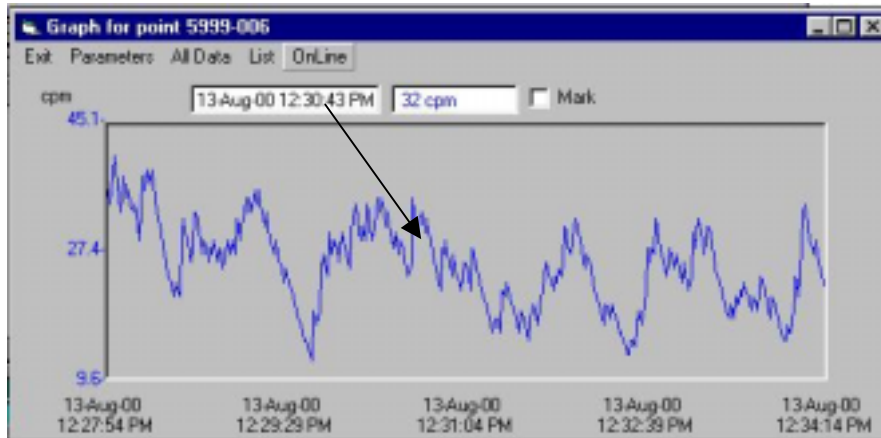 Graph for point 5999-006
Exit Parameters All Data List OnLine
cpm 13-Aug-00 12:30:43 PM 32 cpm Mark
45.1
27.4
9.6
13-Aug-00 13-Aug-00 13-Aug-00 13-Aug-00 13-Aug-00
12:27:54 PM 12:29:29 PM 12:31:04 PM 12:32:39 PM 12:34:14 PM